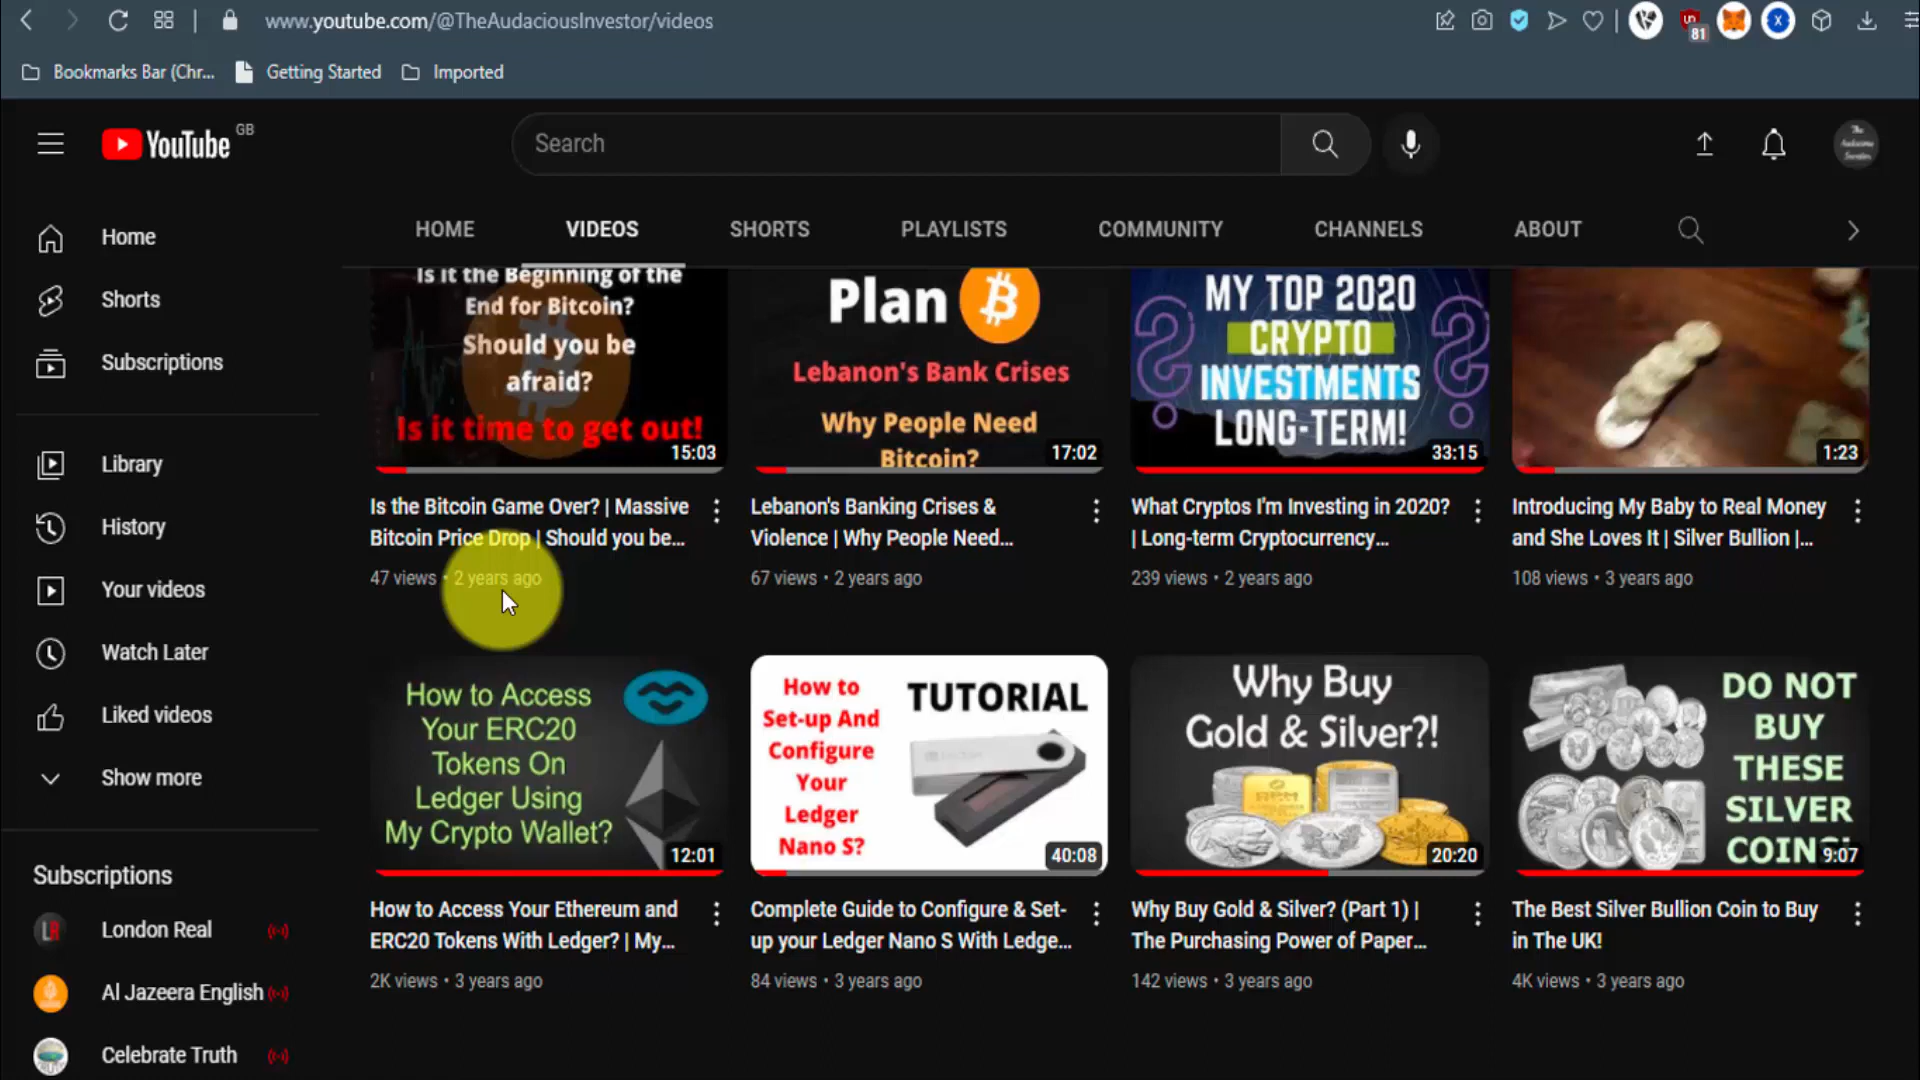 www.youtube.com/@TheAudaciousInvestor/videos
81
Bookmarks Bar (Chr...
Getting Started
Imported
YouTube GB
Search
The Audacious Investor
HOME
VIDEOS
SHORTS
PLAYLISTS
COMMUNITY
CHANNELS
ABOUT
Home
Shorts
Subscriptions
Library
History
Your videos
Watch Later
Liked videos
Show more
Subscriptions
London Real
Al Jazeera English
Celebrate Truth
Is it the Beginning of the
End for Bitcoin?
Should you be
afraid?
Is it time to get out!
15:03
Is the Bitcoin Game Over? | Massive
Bitcoin Price Drop | Should you be...
47 views • 2 years ago
Plan
Lebanon's Bank Crises
Why People Need
Bitcoin?
17:02
Lebanon's Banking Crises &
Violence | Why People Need...
67 views • 2 years ago
MY TOP 2020
CRYPTO
INVESTMENTS
LONG-TERM!
33:15
What Cryptos I'm Investing in 2020?
| Long-term Cryptocurrency...
239 views • 2 years ago
1:23
Introducing My Baby to Real Money
and She Loves It | Silver Bullion |...
108 views • 3 years ago
How to Access
Your ERC20
Tokens On
Ledger Using
My Crypto Wallet?
12:01
How to Access Your Ethereum and
ERC20 Tokens With Ledger? | My...
2K views • 3 years ago
How to
Set-up And
Configure
Your
Ledger
Nano S?
TUTORIAL
40:08
Complete Guide to Configure & Set-
up your Ledger Nano S With Ledge...
84 views • 3 years ago
Why Buy
Gold & Silver?!
20:20
Why Buy Gold & Silver? (Part 1) |
The Purchasing Power of Paper...
142 views • 3 years ago
DO NOT
BUY
THESE
SILVER
COINS
9:07
The Best Silver Bullion Coin to Buy
in The UK!
4K views • 3 years ago